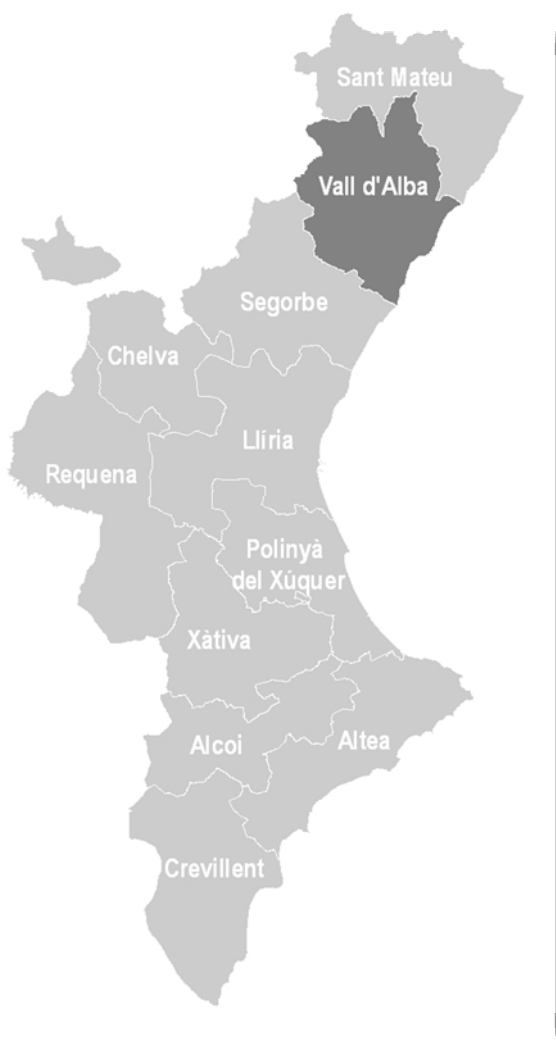 Sant Mateu
Vall d'Alba
Segorbe
Chelva
Llíria
Requena
Polinyà
del Xúquer
Xàtiva
Alcoi
Altea
Crevillent